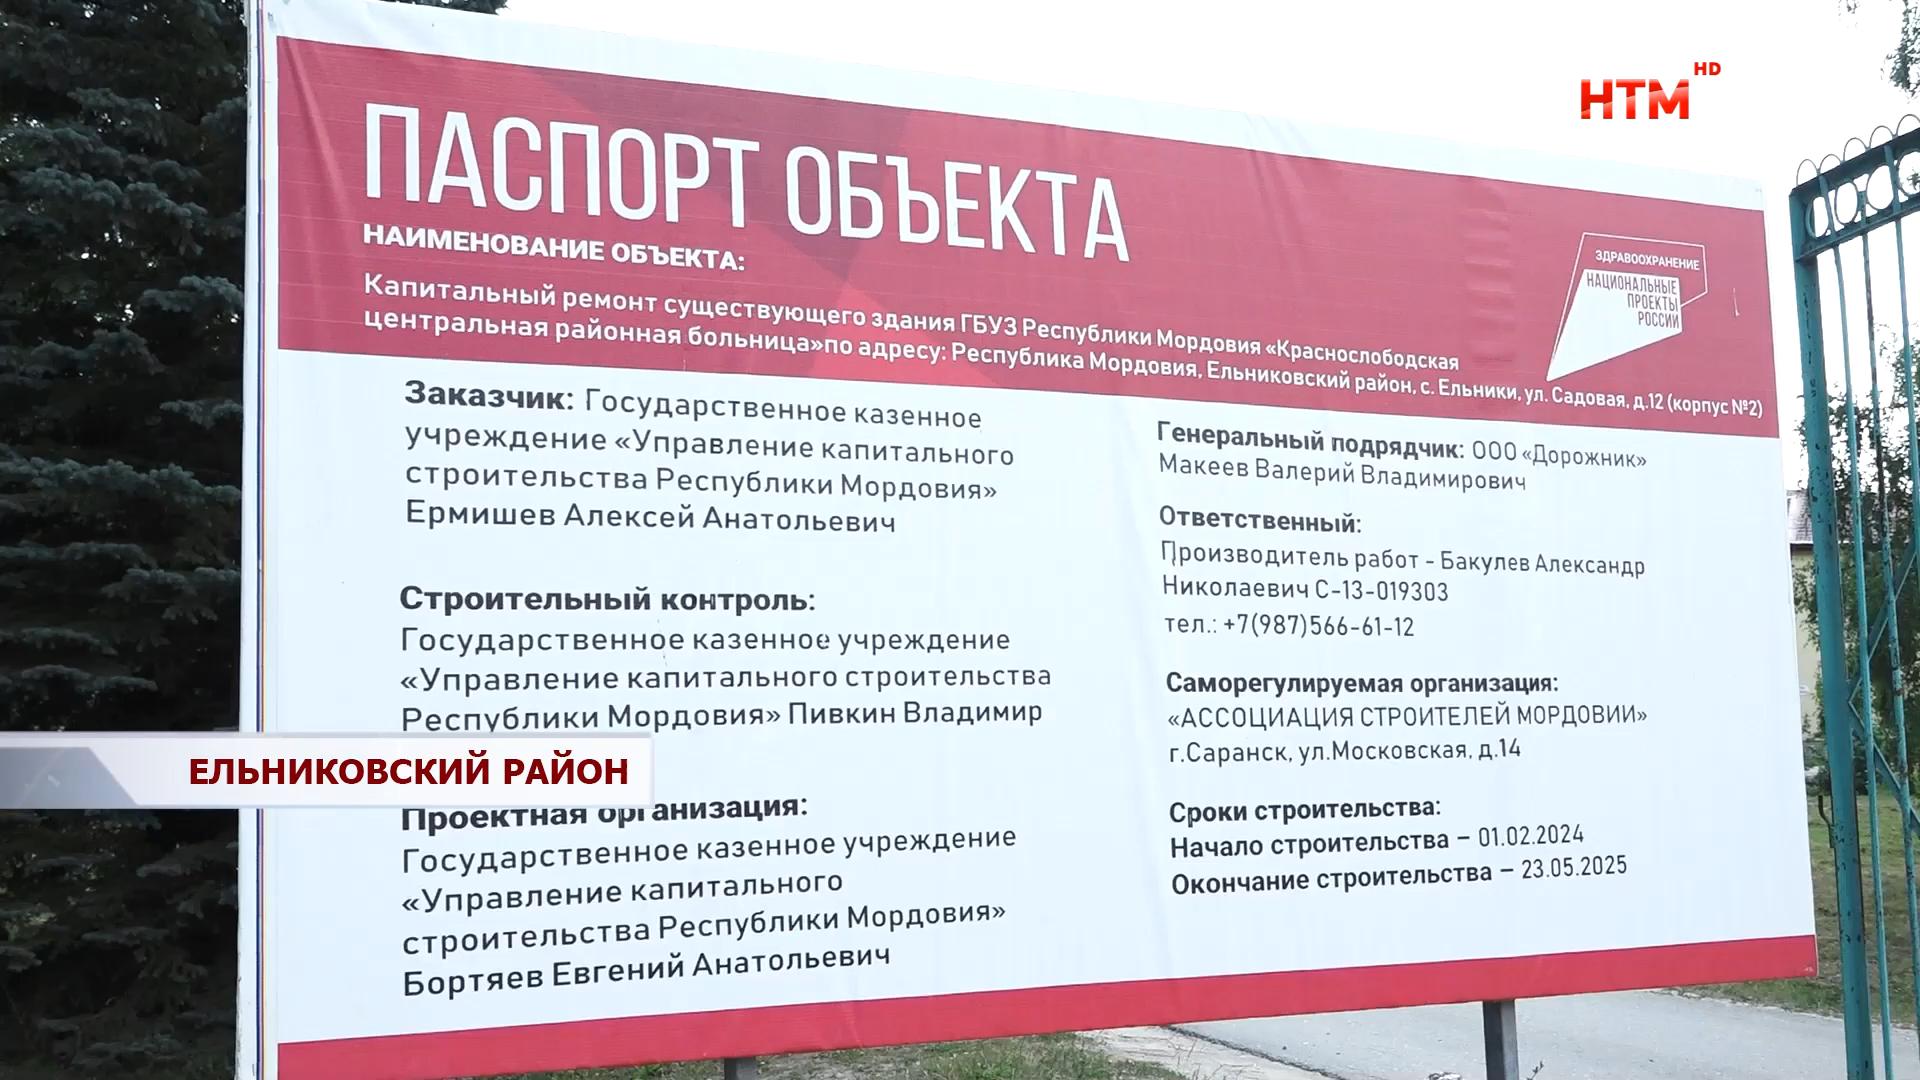 НТМ HD
ПАСПОРТ ОБЪЕКТА
НАИМЕНОВАНИЕ ОБЪЕКТА:
Капитальный ремонт существующего здания ГБУЗ Республики Мордовия «Краснослободская
центральная районная больница»по адресу: Республика Мордовия, Ельниковский район, с. Ельники, ул. Садовая, д.12 (корпус №2)
ЗДРАВООХРАНЕНИЕ
НАЦИОНАЛЬНЫЕ
ПРОЕКТЫ
РОССИИ
Заказчик: Государственное казенное
учреждение «Управление капитального
строительства Республики Мордовия»
Ермишев Алексей Анатольевич
Строительный контроль:
Государственное казенное учреждение
«Управление капитального строительства
Республики Мордовия» Пивкин Владимир
ЕЛЬНИКОВСКИЙ РАЙОН
Проектная организация:
Государственное казенное учреждение
«Управление капитального
строительства Республики Мордовия»
Бортяев Евгений Анатольевич
Генеральный подрядчик: ООО «Дорожник»
Макеев Валерий Владимирович
Ответственный:
Производитель работ - Бакулев Александр
Николаевич С-13-019303
тел.: +7(987)566-61-12
Саморегулируемая организация:
«АССОЦИАЦИЯ СТРОИТЕЛЕЙ МОРДОВИИ»
г.Саранск, ул.Московская, д.14
Сроки строительства:
Начало строительства – 01.02.2024
Окончание строительства – 23.05.2025